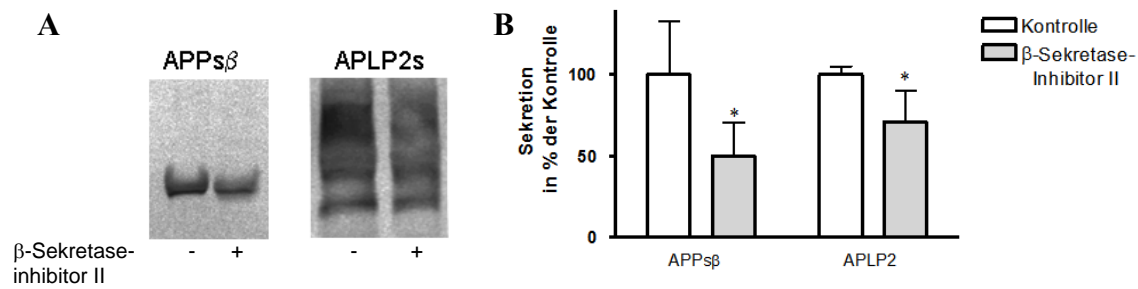 A
APPsβ
APLP2s
β-Sekretase-
inhibitor II
- + - +
B
Sekretion
in % der Kontrolle
100
50
0
*
*
APPsβ
APLP2
Kontrolle
β-Sekretase-
Inhibitor II